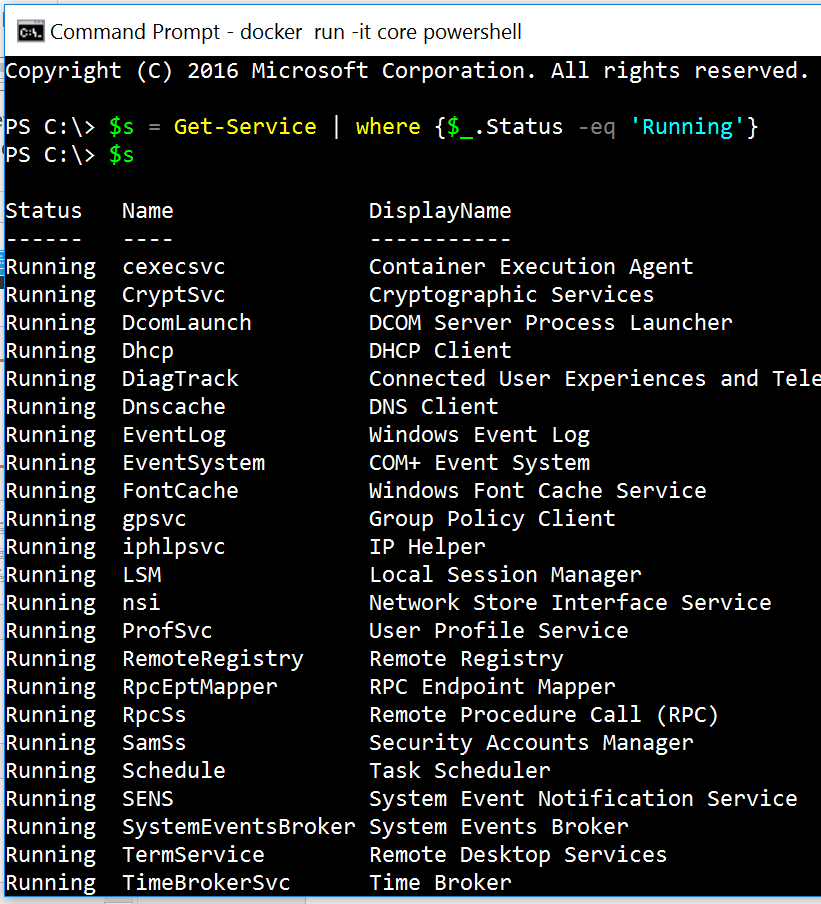 Command Prompt - docker  run -it core powershell
Copyright (C) 2016 Microsoft Corporation. All rights reserved.
PS C:\> $s = Get-Service | where {$_.Status -eq 'Running'}
PS C:\> $s
Status   Name               DisplayName
------   ----               -----------
Running  cexecsvc           Container Execution Agent
Running  CryptSvc           Cryptographic Services
Running  DcomLaunch         DCOM Server Process Launcher
Running  Dhcp               DHCP Client
Running  DiagTrack          Connected User Experiences and Tele
Running  Dnscache           DNS Client
Running  EventLog           Windows Event Log
Running  EventSystem        COM+ Event System
Running  FontCache          Windows Font Cache Service
Running  gpsvc              Group Policy Client
Running  iphlpsvc           IP Helper
Running  LSM                Local Session Manager
Running  nsi                Network Store Interface Service
Running  ProfSvc            User Profile Service
Running  RemoteRegistry     Remote Registry
Running  RpcEptMapper       RPC Endpoint Mapper
Running  RpcSs              Remote Procedure Call (RPC)
Running  SamSs              Security Accounts Manager
Running  Schedule           Task Scheduler
Running  SENS               System Event Notification Service
Running  SystemEventsBroker System Events Broker
Running  TermService        Remote Desktop Services
Running  TimeBrokerSvc      Time Broker